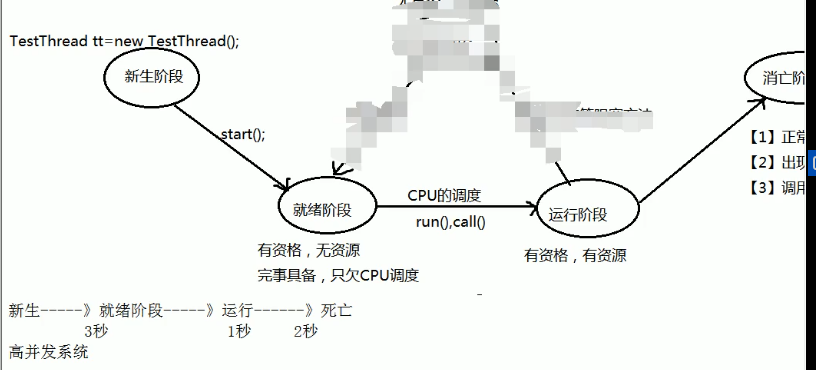 TestThread tt=new TestThread();
新生阶段
消亡阶
start();
【1】正常
【2】出现
【3】调用
CPU的调度
就绪阶段
运行阶段
run(),call()
有资格，无资源
有资格，有资源
完事具备，只欠CPU调度
新生-----》就绪阶段-----》运行------》死亡
3秒 1秒 2秒
高并发系统